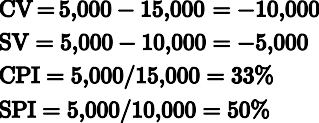 CV = 5,000 − 15,000 = −10,000
SV = 5,000 − 10,000 = −5,000
CPI = 5,000/15,000 = 33%
SPI = 5,000/10,000 = 50%